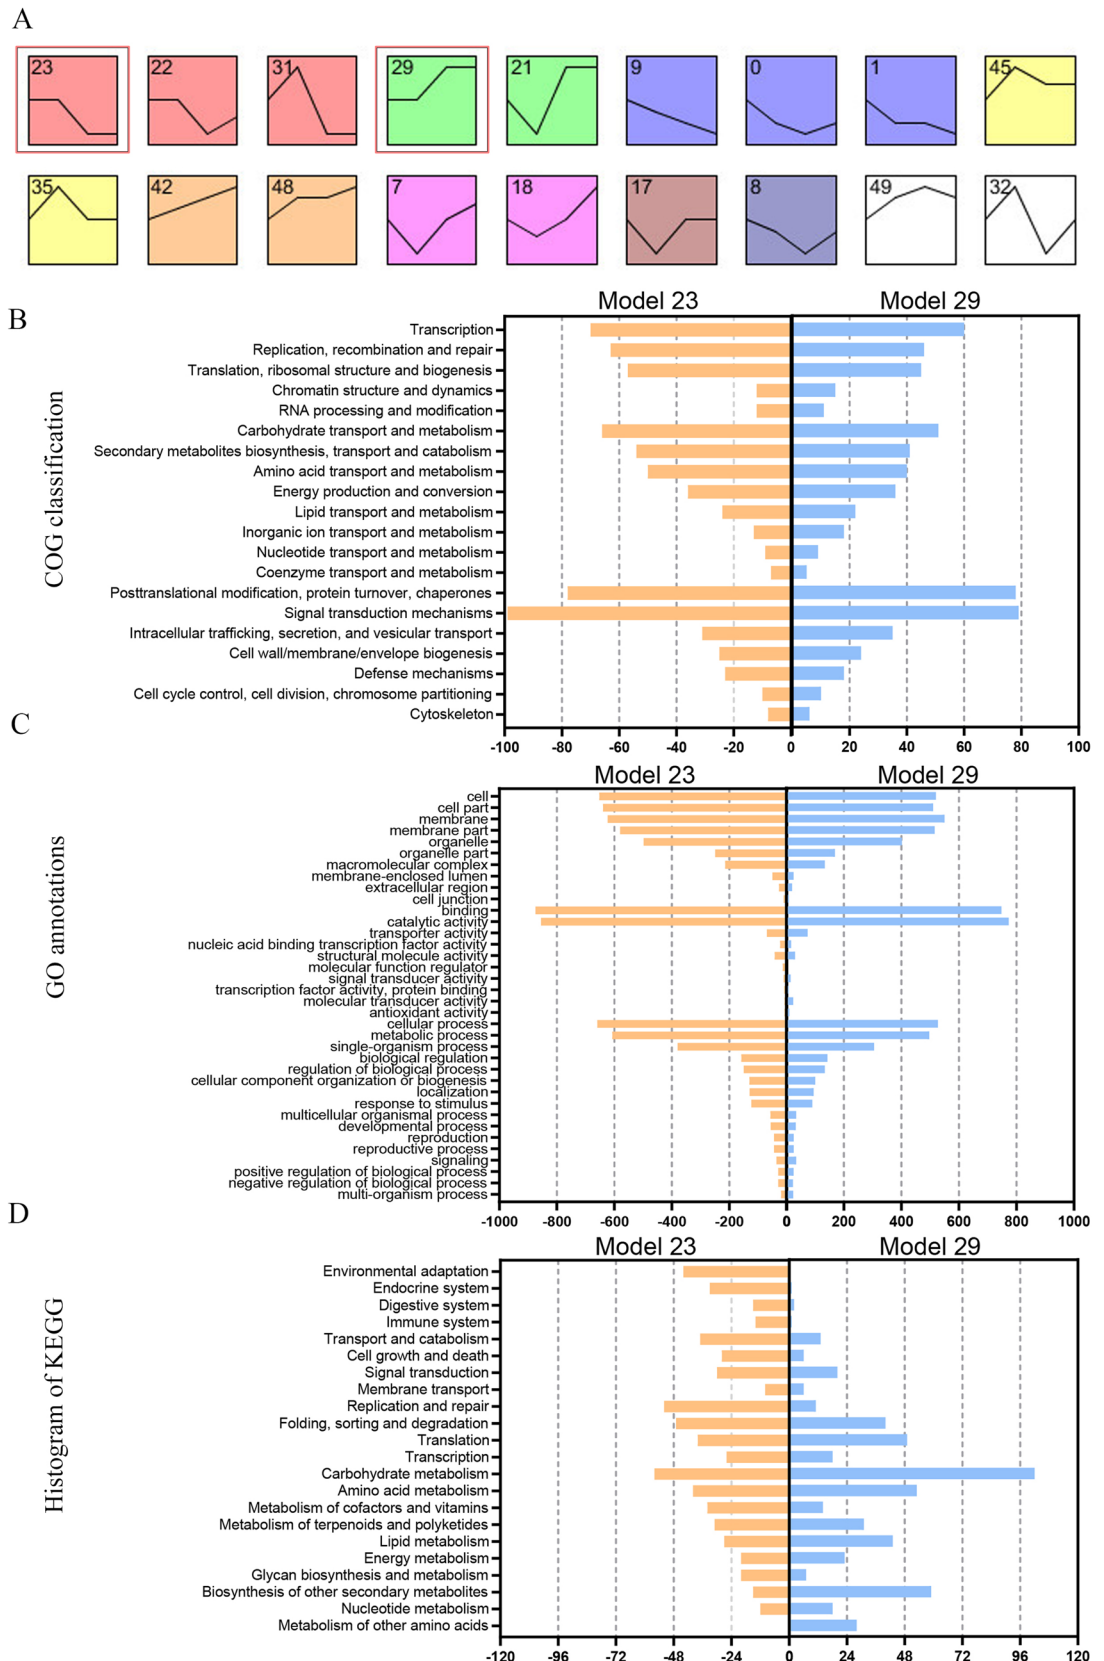 A
23 22 31 29 21 9 0 1 45
35 42 48 7 18 17 8 49 32
B
Model 23 Model 29
COG classification
Transcription
Replication, recombination and repair
Translation, ribosomal structure and biogenesis
Chromatin structure and dynamics
RNA processing and modification
Carbohydrate transport and metabolism
Secondary metabolites biosynthesis, transport and catabolism
Amino acid transport and metabolism
Energy production and conversion
Lipid transport and metabolism
Inorganic ion transport and metabolism
Nucleotide transport and metabolism
Coenzyme transport and metabolism
Posttranslational modification, protein turnover, chaperones
Signal transduction mechanisms
Intracellular trafficking, secretion, and vesicular transport
Cell wall/membrane/envelope biogenesis
Defense mechanisms
Cell cycle control, cell division, chromosome partitioning
Cytoskeleton
-100 -80 -60 -40 -20 0 20 40 60 80 100
C
Model 23 Model 29
GO annotations
cell
cell part
membrane
membrane part
organelle
organelle part
macromolecular complex
membrane-enclosed lumen
extracellular region
cell junction
binding
catalytic activity
transporter activity
nucleic acid binding transcription factor activity
structural molecule activity
molecular function regulator
signal transducer activity
transcription factor activity, protein binding
molecular transducer activity
antioxidant activity
cellular process
metabolic process
single-organism process
biological regulation
regulation of biological process
cellular component organization or biogenesis
localization
response to stimulus
multicellular organismal process
developmental process
reproduction
reproductive process
signaling
positive regulation of biological process
negative regulation of biological process
multi-organism process
-1000 -800 -600 -400 -200 0 200 400 600 800 1000
D
Model 23 Model 29
Histogram of KEGG
Environmental adaptation
Endocrine system
Digestive system
Immune system
Transport and catabolism
Cell growth and death
Signal transduction
Membrane transport
Replication and repair
Folding, sorting and degradation
Translation
Transcription
Carbohydrate metabolism
Amino acid metabolism
Metabolism of cofactors and vitamins
Metabolism of terpenoids and polyketides
Lipid metabolism
Energy metabolism
Glycan biosynthesis and metabolism
Biosynthesis of other secondary metabolites
Nucleotide metabolism
Metabolism of other amino acids
-120 -96 -72 -48 -24 0 24 48 72 96 120